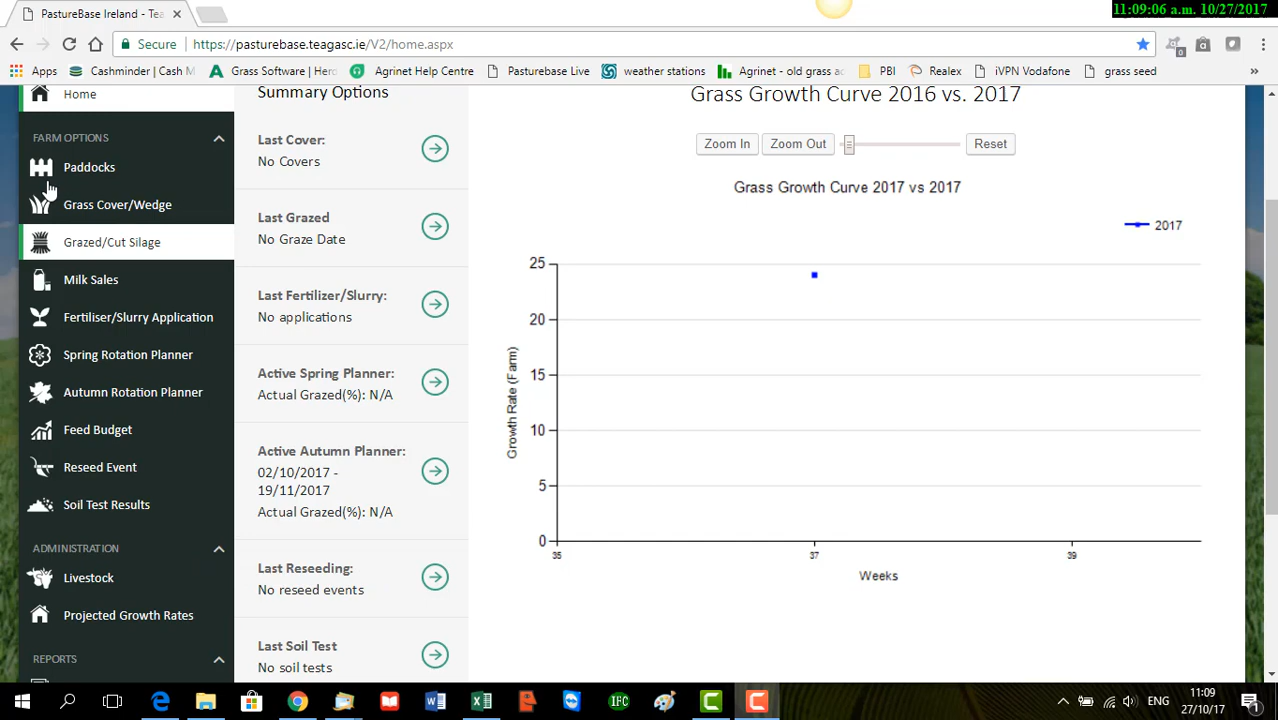 11:09:06 a.m. 10/27/2017
PastureBase Ireland - Tea
Secure
https://pasturebase.teagasc.ie/V2/home.aspx
0
Apps
Cashminder | Cash M
Grass Software | Herd
Agrinet Help Centre
Pasturebase Live
weather stations
Agrinet - old grass ac
PBI
Realex
iVPN Vodafone
grass seed
»
Home
FARM OPTIONS
Paddocks
Grass Cover/Wedge
Grazed/Cut Silage
Milk Sales
Fertiliser/Slurry Application
Spring Rotation Planner
Autumn Rotation Planner
Feed Budget
Reseed Event
Soil Test Results
ADMINISTRATION
Livestock
Projected Growth Rates
REPORTS
Summary Options
Last Cover:
No Covers
Last Grazed
No Graze Date
Last Fertilizer/Slurry:
No applications
Active Spring Planner:
Actual Grazed(%): N/A
Active Autumn Planner:
02/10/2017 -
19/11/2017
Actual Grazed(%): N/A
Last Reseeding:
No reseed events
Last Soil Test
No soil tests
Grass Growth Curve 2016 vs. 2017
Zoom In
Zoom Out
Reset
Grass Growth Curve 2017 vs 2017
2017
25
20
15
10
5
0
Growth Rate (Farm)
35
37
39
Weeks
IFC
ENG
11:09
27/10/17
1